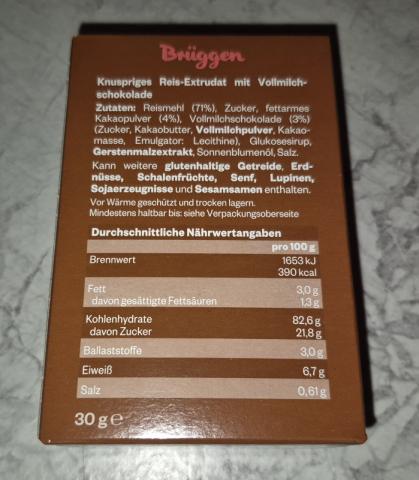 Brüggen
Knuspriges Reis-Extrudat mit Vollmilch-
schokolade
Zutaten: Reismehl (71%), Zucker, fettarmes
Kakaopulver (4%), Vollmilchschokolade (3%)
(Zucker, Kakaobutter, Vollmilchpulver, Kakao-
masse, Emulgator: Lecithine), Glukosesirup,
Gerstenmalzextrakt, Sonnenblumenöl, Salz.
Kann weitere glutenhaltige Getreide, Erd-
nüsse, Schalenfrüchte, Senf, Lupinen,
Sojaerzeugnisse und Sesamsamen enthalten.
Vor Wärme geschützt und trocken lagern.
Mindestens haltbar bis: siehe Verpackungsoberseite
Durchschnittliche Nährwertangaben
pro 100 g
Brennwert 1653 kJ
390 kcal
Fett 3,0 g
davon gesättigte Fettsäuren 1,3 g
Kohlenhydrate 82,6 g
davon Zucker 21,8 g
Ballaststoffe 3,0 g
Eiweiß 6,7 g
Salz 0,61 g
30 g ℮